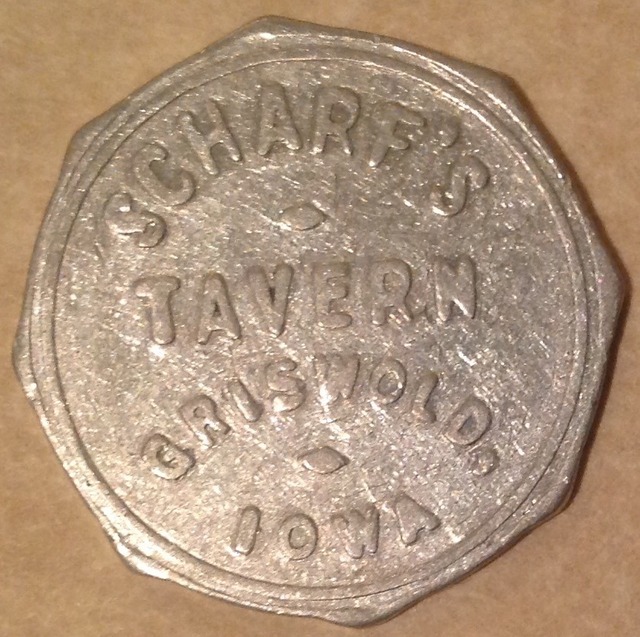 SCHARF'S
TAVERN
GRISWOLD,
IOWA